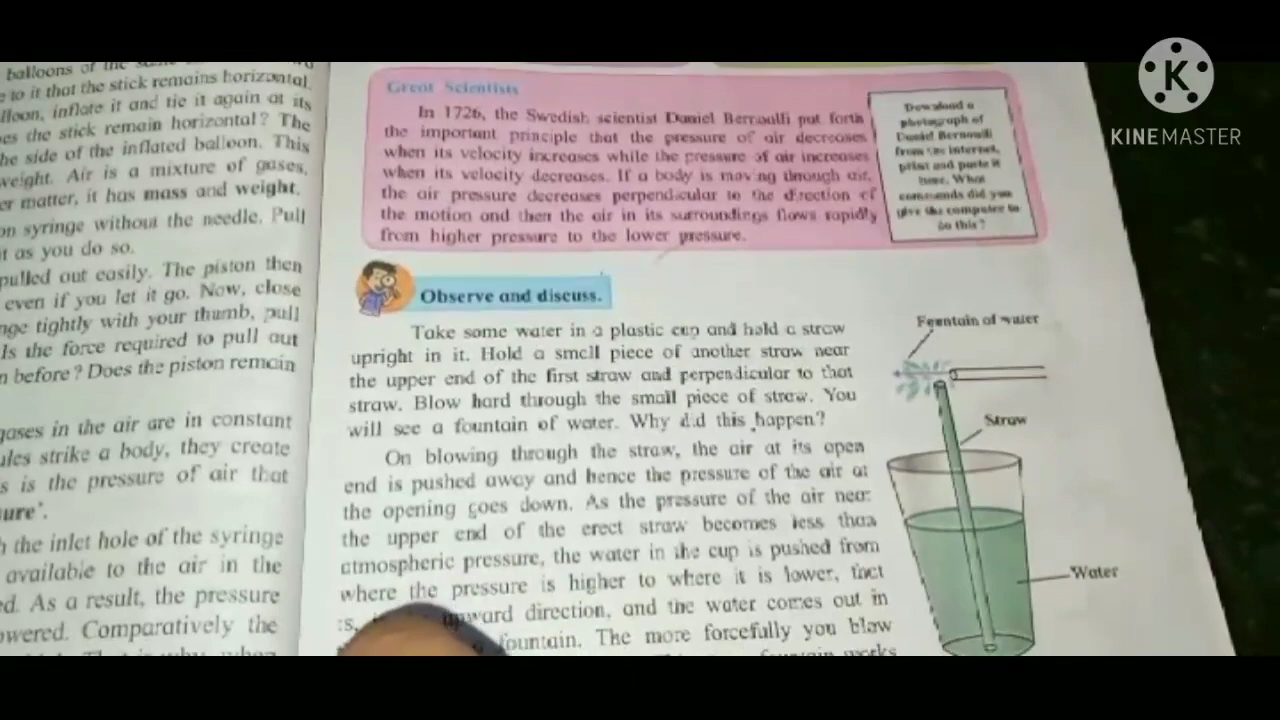 balloons of the
e to it that the stick remains horizontal.
lloon, inflate it and tie it again at its
es the stick remain horizontal? The
he side of the inflated balloon. This
weight. Air is a mixture of gases,
er matter, it has mass and weight.
on syringe without the needle. Pull
t as you do so.
pulled out easily. The piston then
even if you let it go. Now, close
nge tightly with your thumb, pull
Is the force required to pull out
n before? Does the piston remain
gases in the air are in constant
ules strike a body, they create
s is the pressure of air that
ure'.
h the inlet hole of the syringe
available to the air in the
ed. As a result, the pressure
owered. Comparatively the
Great Scientists
In 1726, the Swedish scientist Daniel Bernoulli put forth
the important principle that the pressure of air decreases
when its velocity increases while the pressure of air increases
when its velocity decreases. If a body is moving through air,
the air pressure decreases perpendicular to the direction of
the motion and then the air in its surroundings flows rapidly
from higher pressure to the lower pressure.
Download a
photograph of
Daniel Bernoulli
from the internet,
print and paste it
here. What
commands did you
give the computer to
do this?
Observe and discuss.
Take some water in a plastic cup and hold a straw
upright in it. Hold a small piece of another straw near
the upper end of the first straw and perpendicular to that
straw. Blow hard through the small piece of straw. You
will see a fountain of water. Why did this happen?
On blowing through the straw, the air at its open
end is pushed away and hence the pressure of the air at
the opening goes down. As the pressure of the air near
the upper end of the erect straw becomes less than
atmospheric pressure, the water in the cup is pushed from
where the pressure is higher to where it is lower, that
upward direction, and the water comes out in
fountain. The more forcefully you blow
fountain works
Fountain of water
Straw
Water
K
KINEMASTER